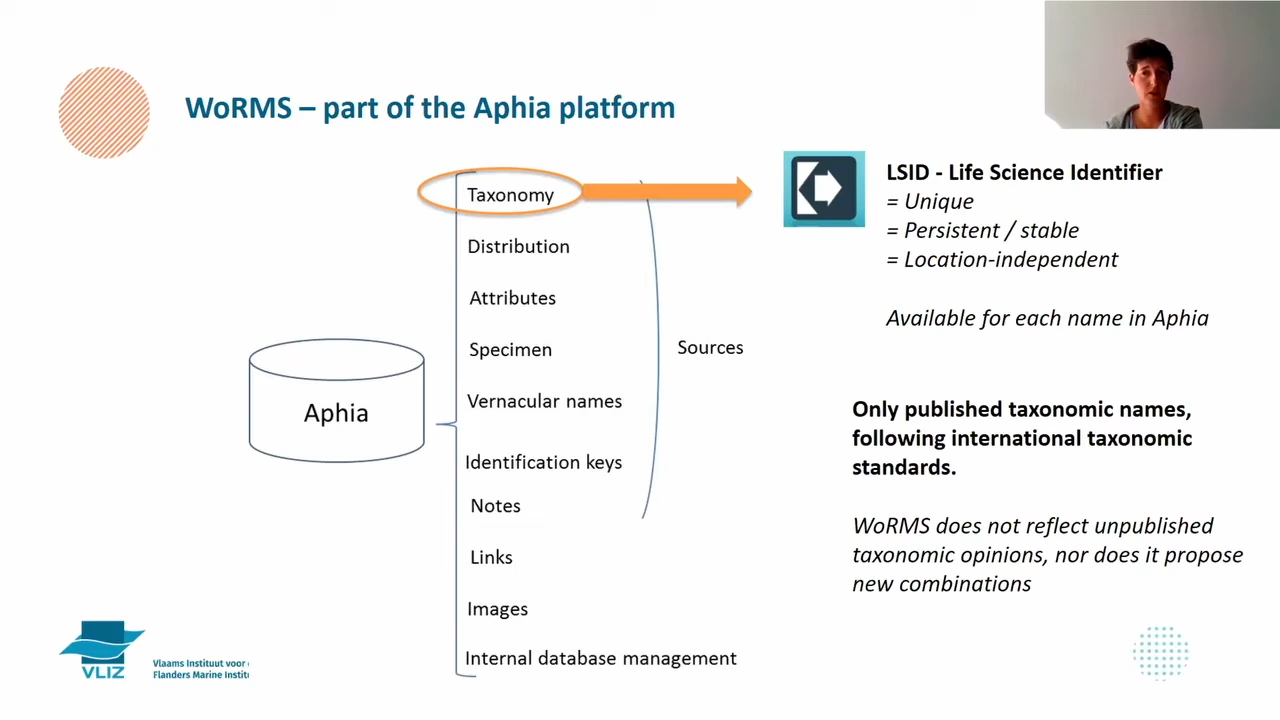 WoRMS – part of the Aphia platform
Taxonomy
Distribution
Attributes
Specimen
Vernacular names
Identification keys
Notes
Links
Images
Internal database management
Aphia
Sources
LSID - Life Science Identifier
= Unique
= Persistent / stable
= Location-independent
Available for each name in Aphia
Only published taxonomic names,
following international taxonomic
standards.
WoRMS does not reflect unpublished
taxonomic opinions, nor does it propose
new combinations
VLIZ
Vlaams Instituut voor
Flanders Marine